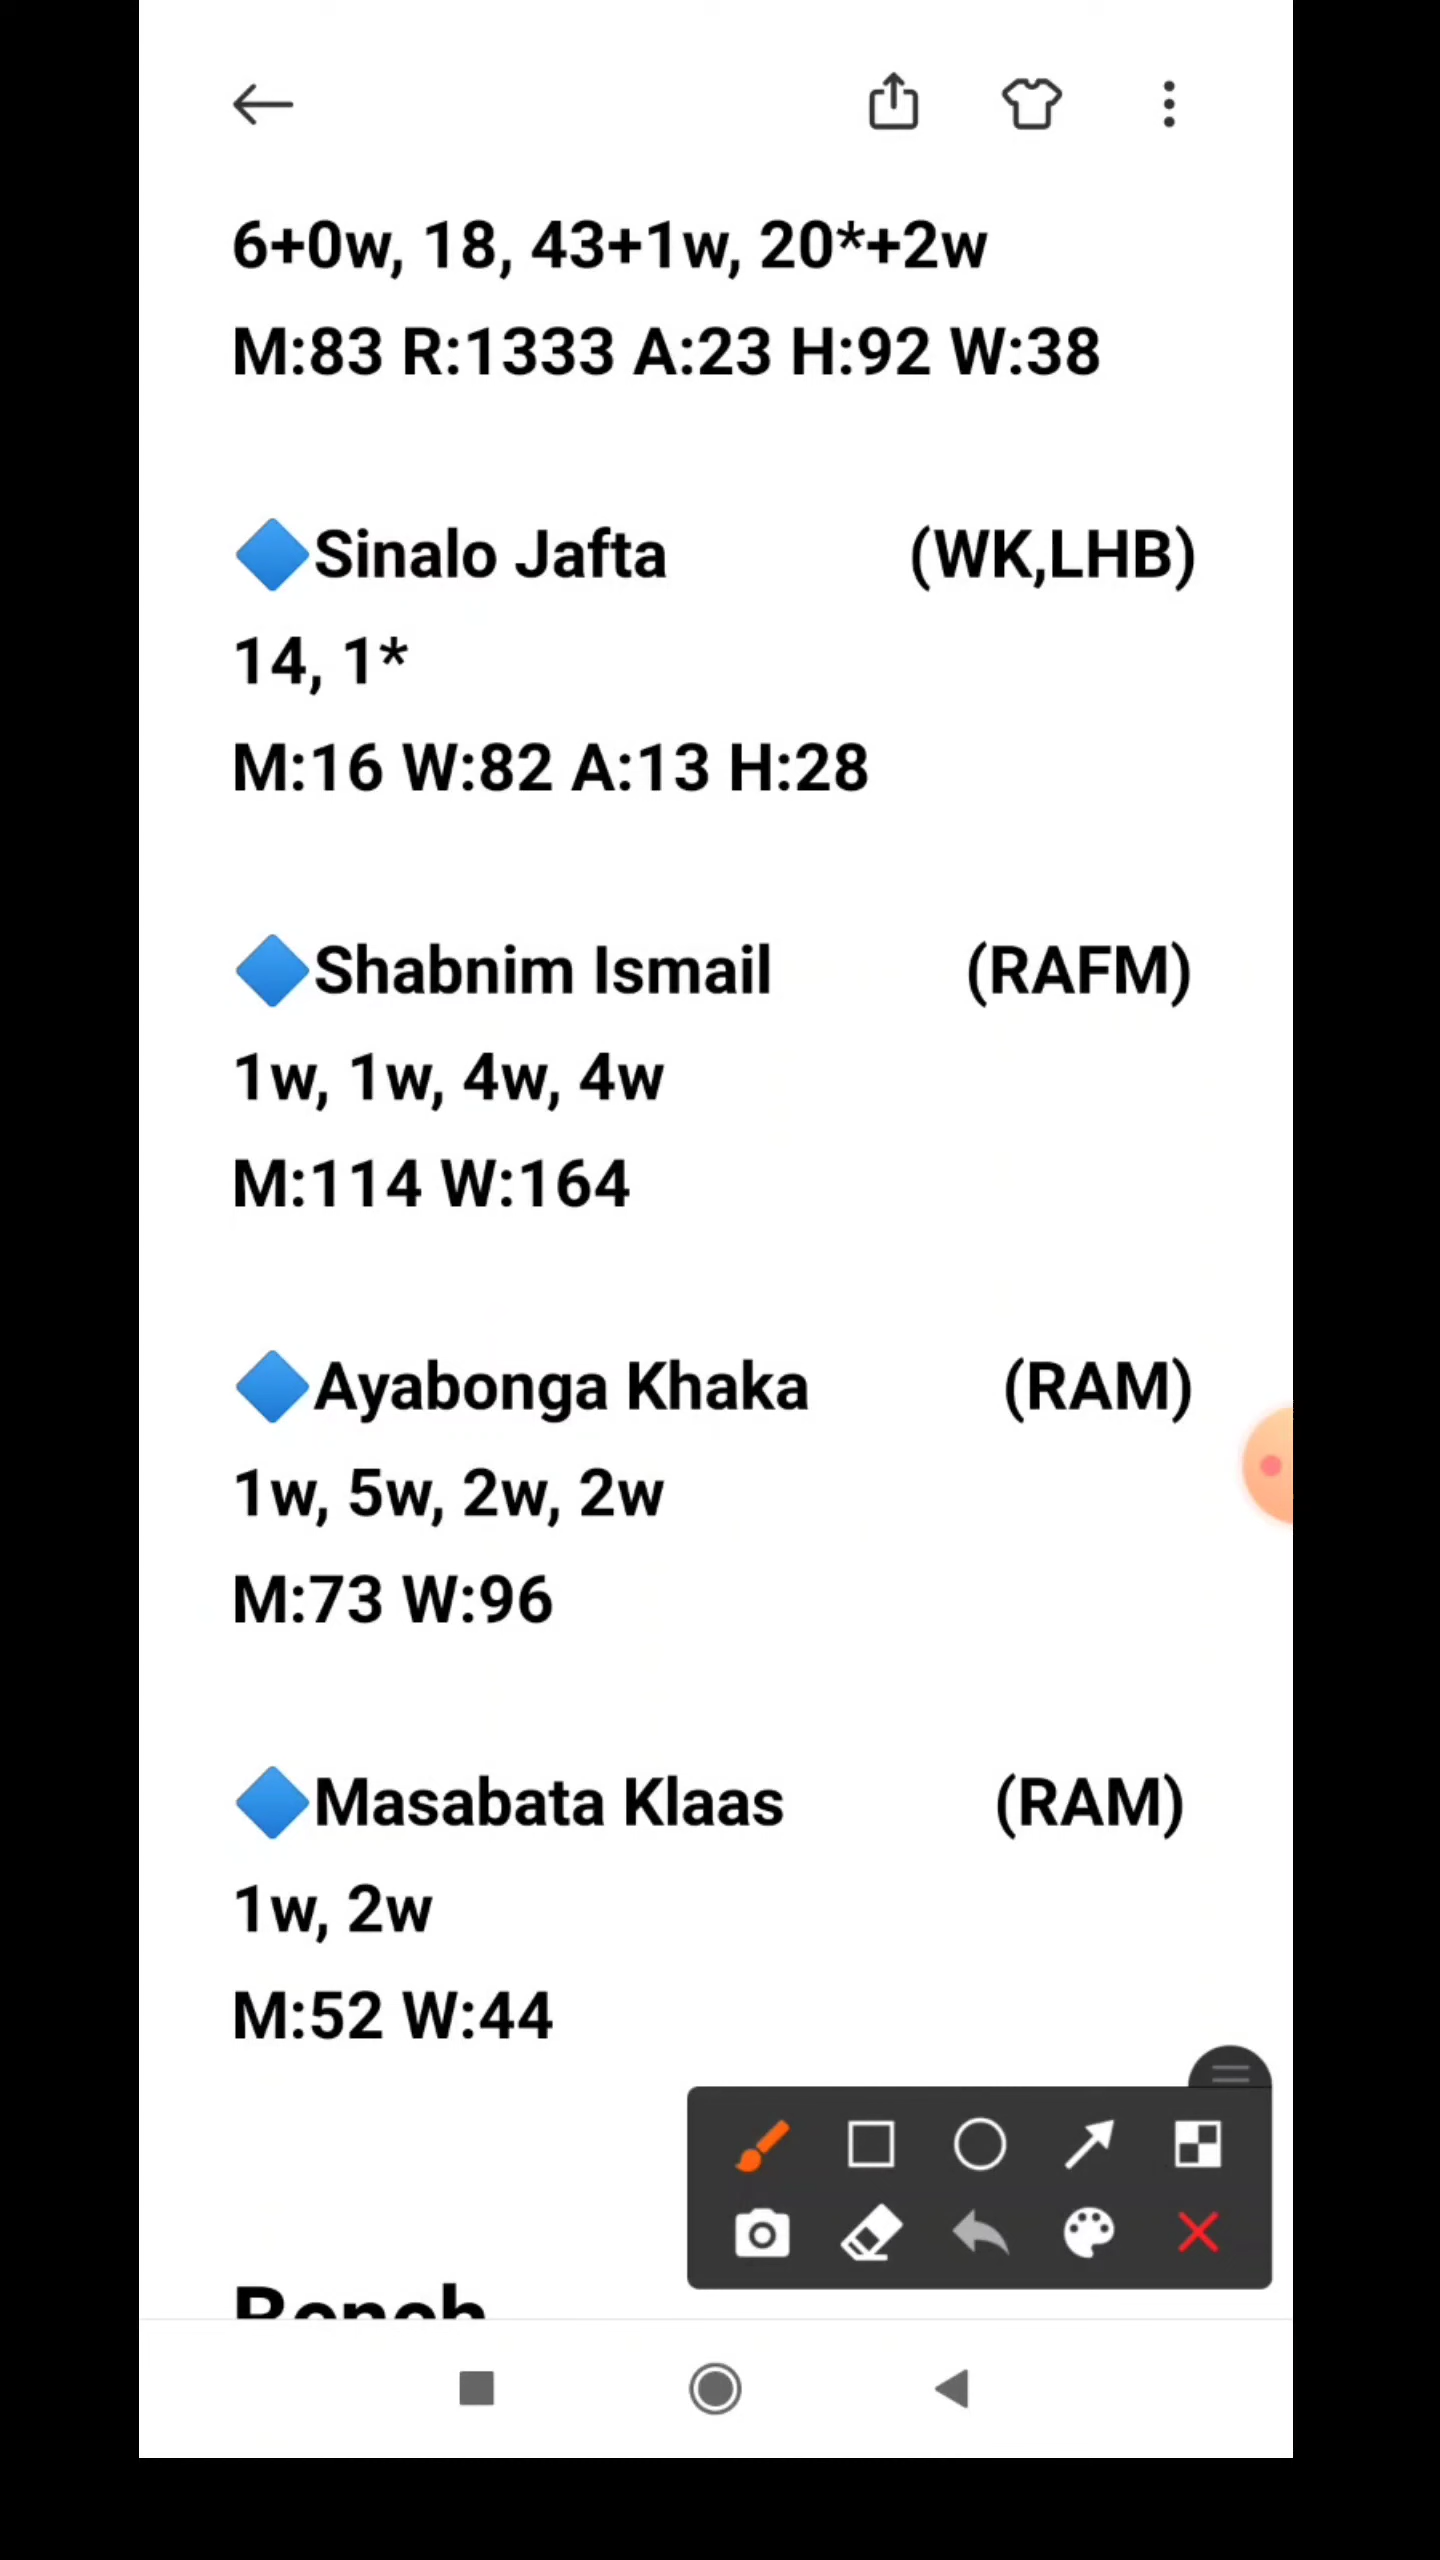 6+0w, 18, 43+1w, 20*+2w
M:83 R:1333 A:23 H:92 W:38
🔷Sinalo Jafta (WK,LHB)
14, 1*
M:16 W:82 A:13 H:28
🔷Shabnim Ismail (RAFM)
1w, 1w, 4w, 4w
M:114 W:164
🔷Ayabonga Khaka (RAM)
1w, 5w, 2w, 2w
M:73 W:96
🔷Masabata Klaas (RAM)
1w, 2w
M:52 W:44
Bench